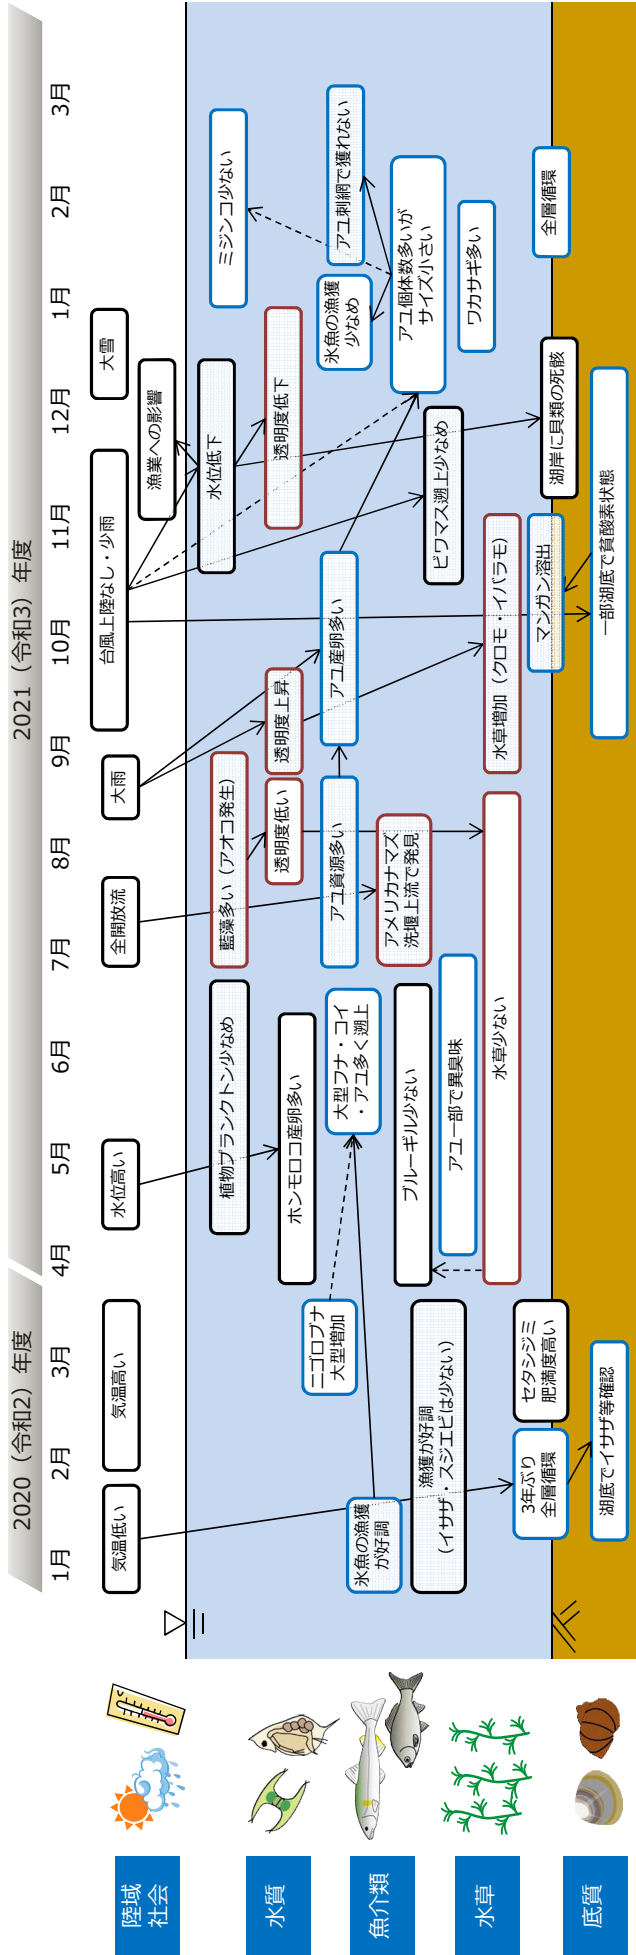 2020（令和2）年度
2021（令和3）年度
1月
2月
3月
4月
5月
6月
7月
8月
9月
10月
11月
12月
1月
2月
3月
陸域
社会
気温低い
気温高い
水位高い
全開放流
大雨
台風上陸なし・少雨
大雪
漁業への影響
水質
植物プランクトン少なめ
藍藻多い（アオコ発生）
水位低下
ミジンコ少ない
透明度低い
透明度上昇
透明度低下
魚介類
ホンモロコ産卵多い
ニゴロブナ
大型増加
氷魚の漁獲
が好調
大型フナ・コイ
・アユ多く遡上
アユ資源多い
アユ産卵多い
氷魚の漁獲
少なめ
アユ刺網で獲れない
アメリカナマズ
洗堰上流で発見
アユ個体数多いが
サイズ小さい
漁獲が好調
（イサザ・スジエビは少ない）
ブルーギル少ない
ビワマス遡上少なめ
アユ一部で異臭味
ワカサギ多い
水草
水草少ない
水草増加（クロモ・イバラモ）
底質
3年ぶり
全層循環
セタシジミ
肥満度高い
マンガン溶出
湖岸に貝類の死骸
全層循環
湖底でイサザ等確認
一部湖底で貧酸素状態